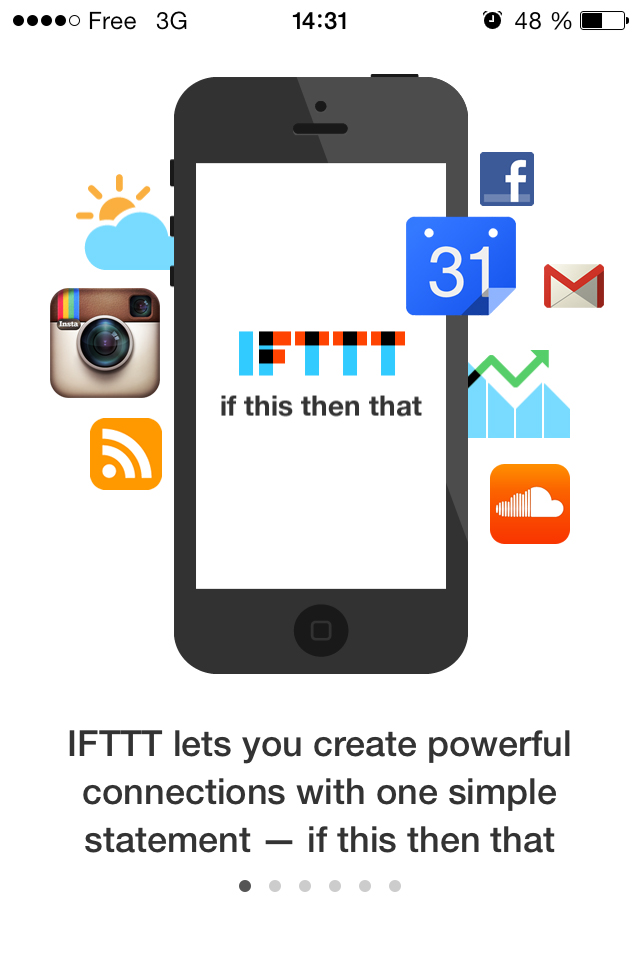 Free 3G 14:31 48 %
f
31
M
Insta
IFTTT
if this then that
IFTTT lets you create powerful
connections with one simple
statement — if this then that